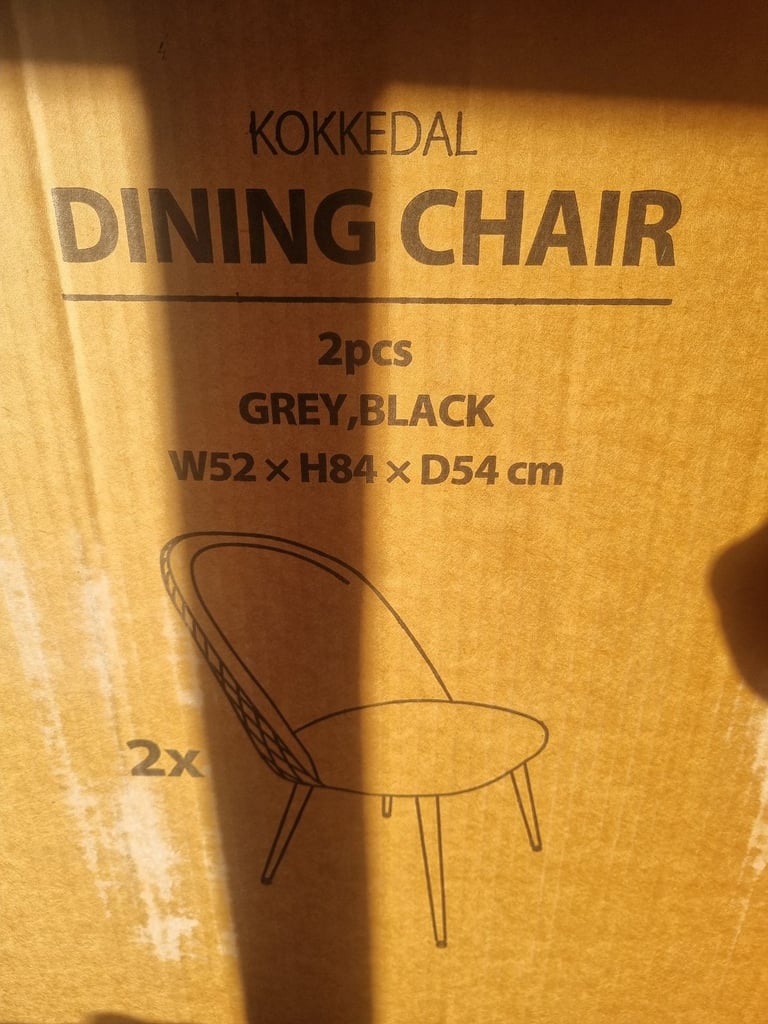 KOKKEDAL
DINING CHAIR
2pcs
GREY,BLACK
W52 × H84 × D54 cm
2x